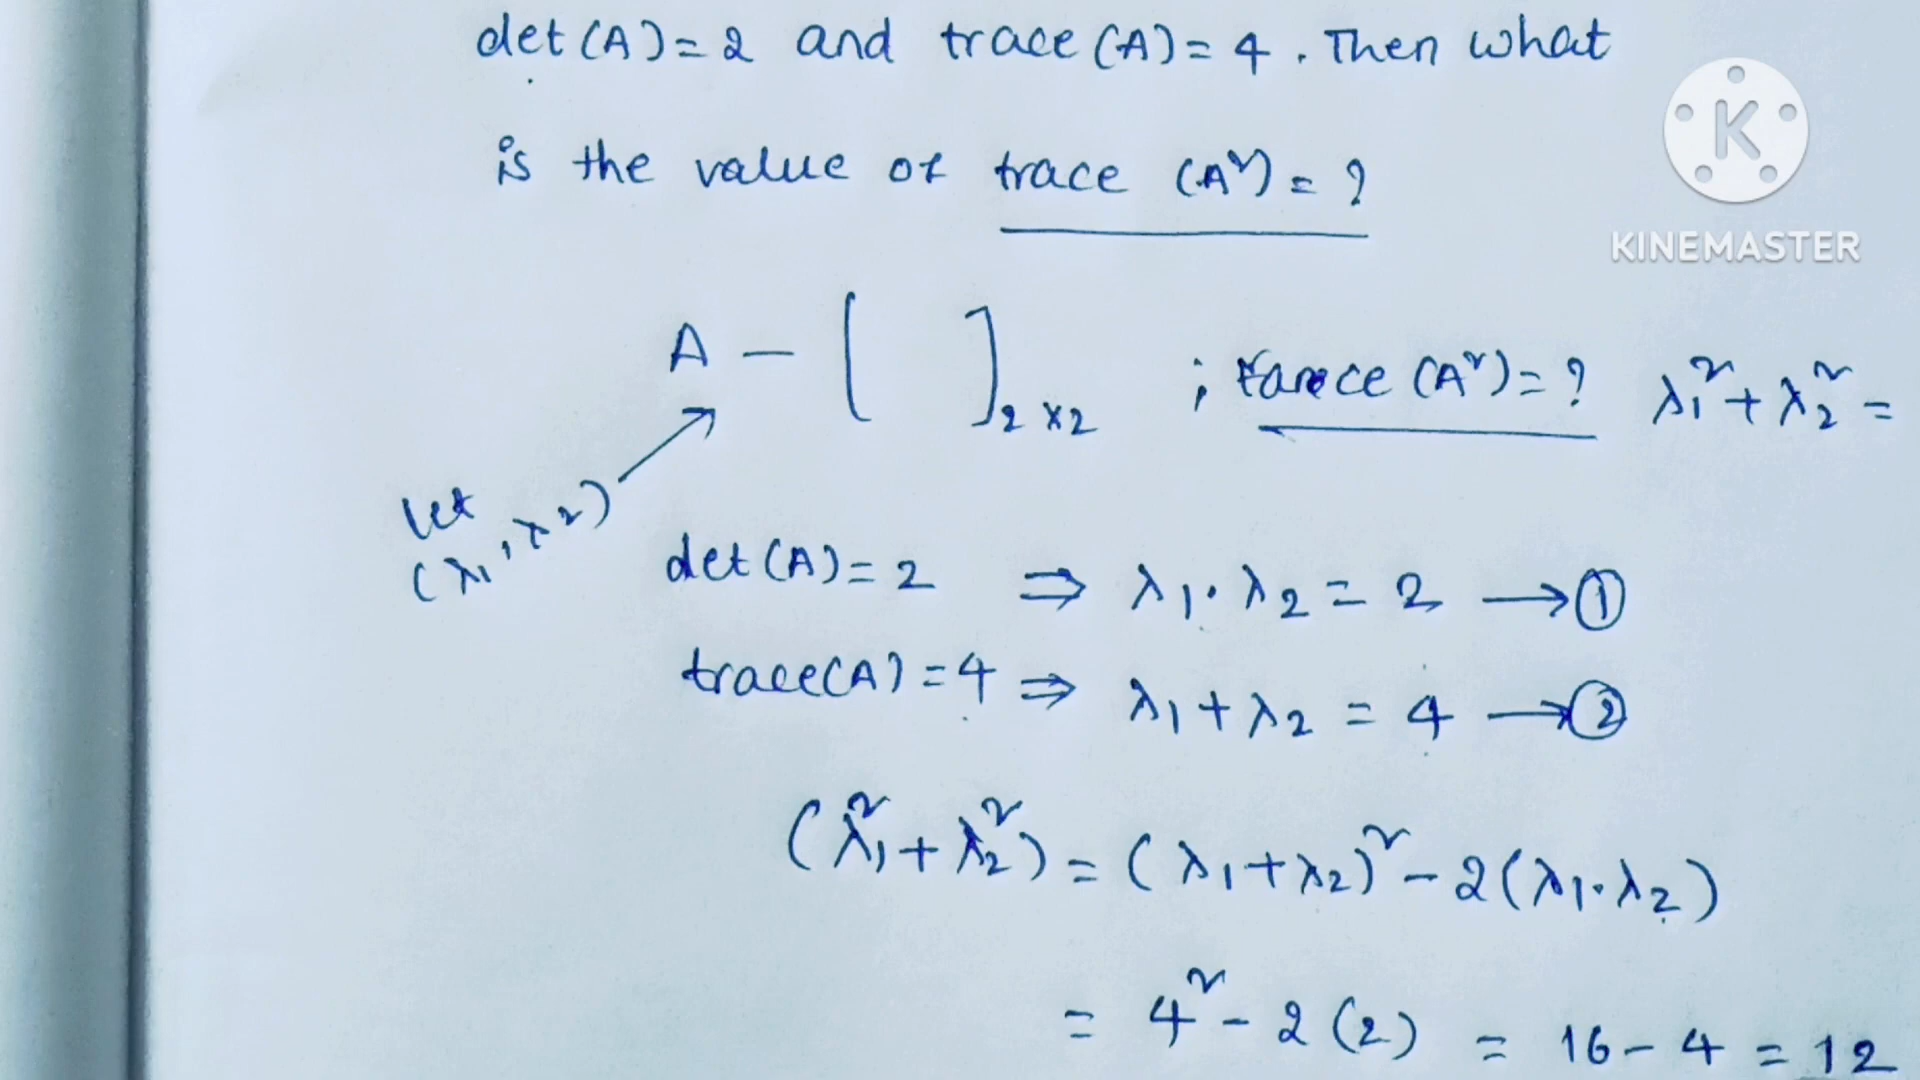 det(A)=2 and trace(A)=4. Then what
is the value of trace (A²)=?
K
KINEMASTER
A - [ ]₂ₓ₂ ; trace (A²)=? λ₁²+λ₂²=
let
(λ₁,λ₂)
det(A)=2 ⇒ λ₁·λ₂=2 →①
trace(A)=4 ⇒ λ₁+λ₂=4 →②
(λ₁²+λ₂²)=(λ₁+λ₂)²-2(λ₁·λ₂)
= 4²-2(2) = 16-4=12